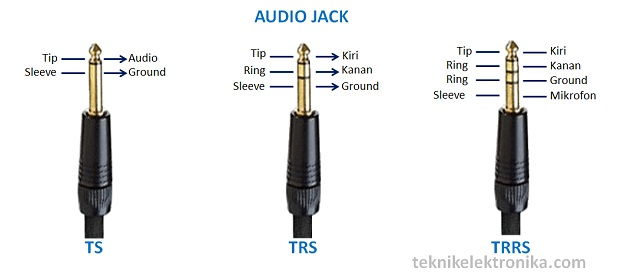 AUDIO JACK
Tip Audio
Sleeve Ground
TS
Tip Kiri
Ring Kanan
Sleeve Ground
TRS
Tip Kiri
Ring Kanan
Ring Ground
Sleeve Mikrofon
TRRS
teknikelektronika.com